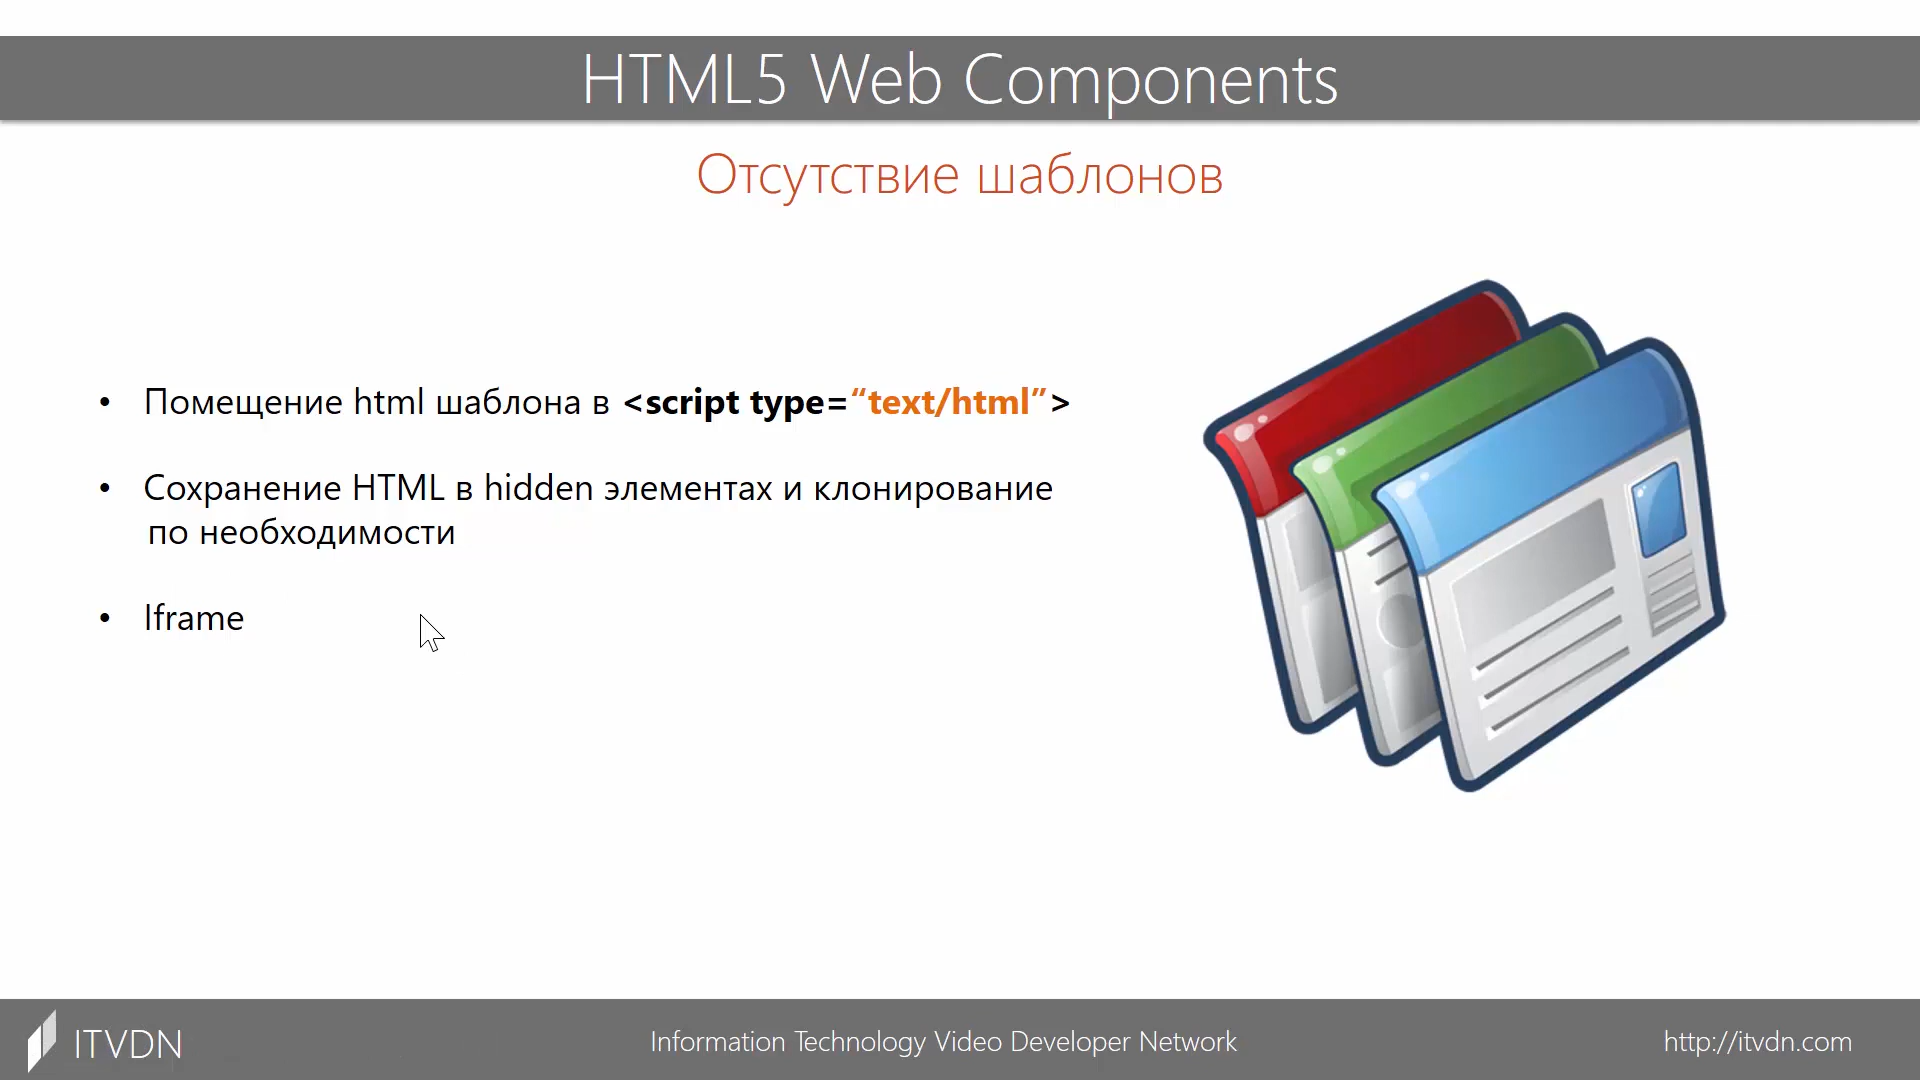 HTML5 Web Components
Отсутствие шаблонов
• Помещение html шаблона в <script type=“text/html”>
• Сохранение HTML в hidden элементах и клонирование
по необходимости
• Iframe
ITVDN
Information Technology Video Developer Network
http://itvdn.com